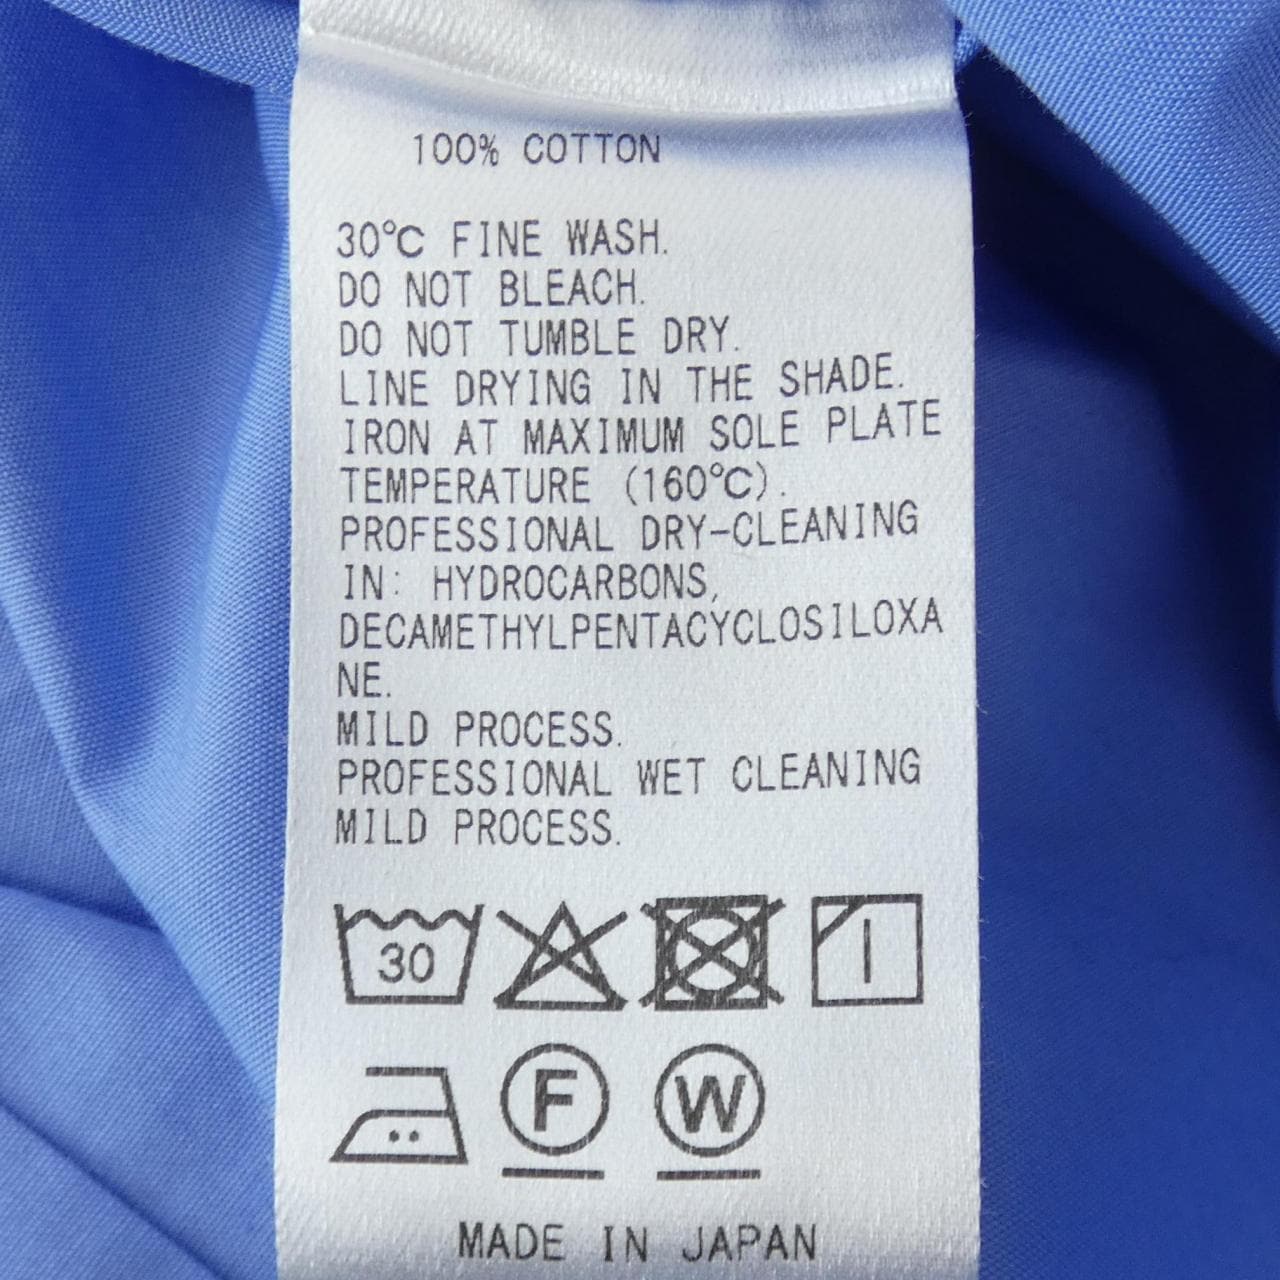 100% COTTON
30℃ FINE WASH.
DO NOT BLEACH.
DO NOT TUMBLE DRY.
LINE DRYING IN THE SHADE.
IRON AT MAXIMUM SOLE PLATE
TEMPERATURE (160℃).
PROFESSIONAL DRY-CLEANING
IN: HYDROCARBONS,
DECAMETHYLPENTACYCLOSILOXA
NE.
MILD PROCESS.
PROFESSIONAL WET CLEANING
MILD PROCESS.
30
F W
MADE IN JAPAN